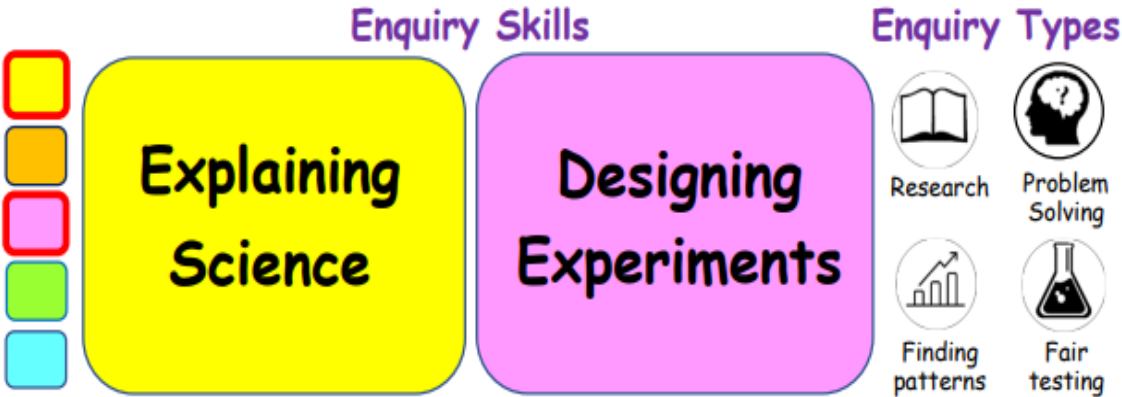 Enquiry Skills
Enquiry Types
Explaining
Science
Designing
Experiments
?
Research
Problem
Solving
Finding
patterns
Fair
testing